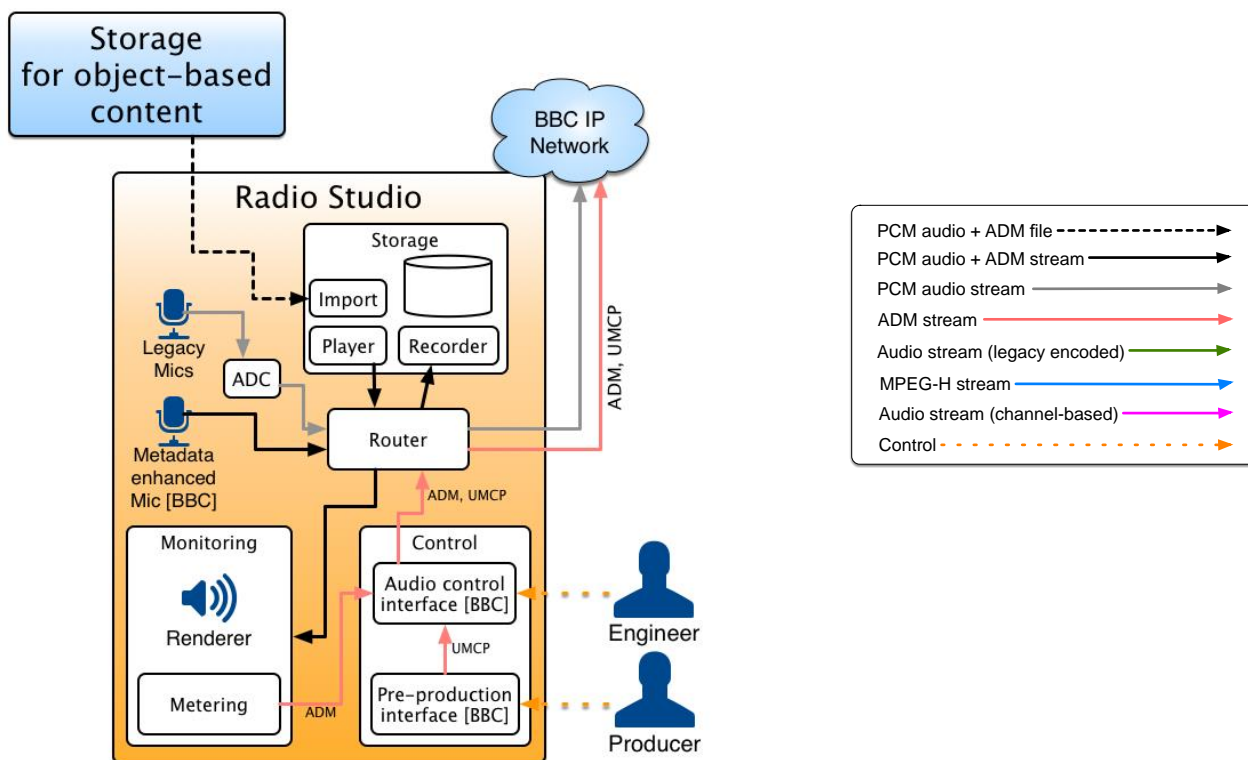 Storage
for object-based
content
BBC IP
Network
Radio Studio
Storage
Import
Player
Recorder
Legacy
Mics
ADC
Metadata
enhanced
Mic [BBC]
Router
ADM, UMCP
ADM, UMCP
Monitoring
Renderer
Metering
ADM
Control
Audio control
interface [BBC]
UMCP
Pre-production
interface [BBC]
Engineer
Producer
PCM audio + ADM file
PCM audio + ADM stream
PCM audio stream
ADM stream
Audio stream (legacy encoded)
MPEG-H stream
Audio stream (channel-based)
Control